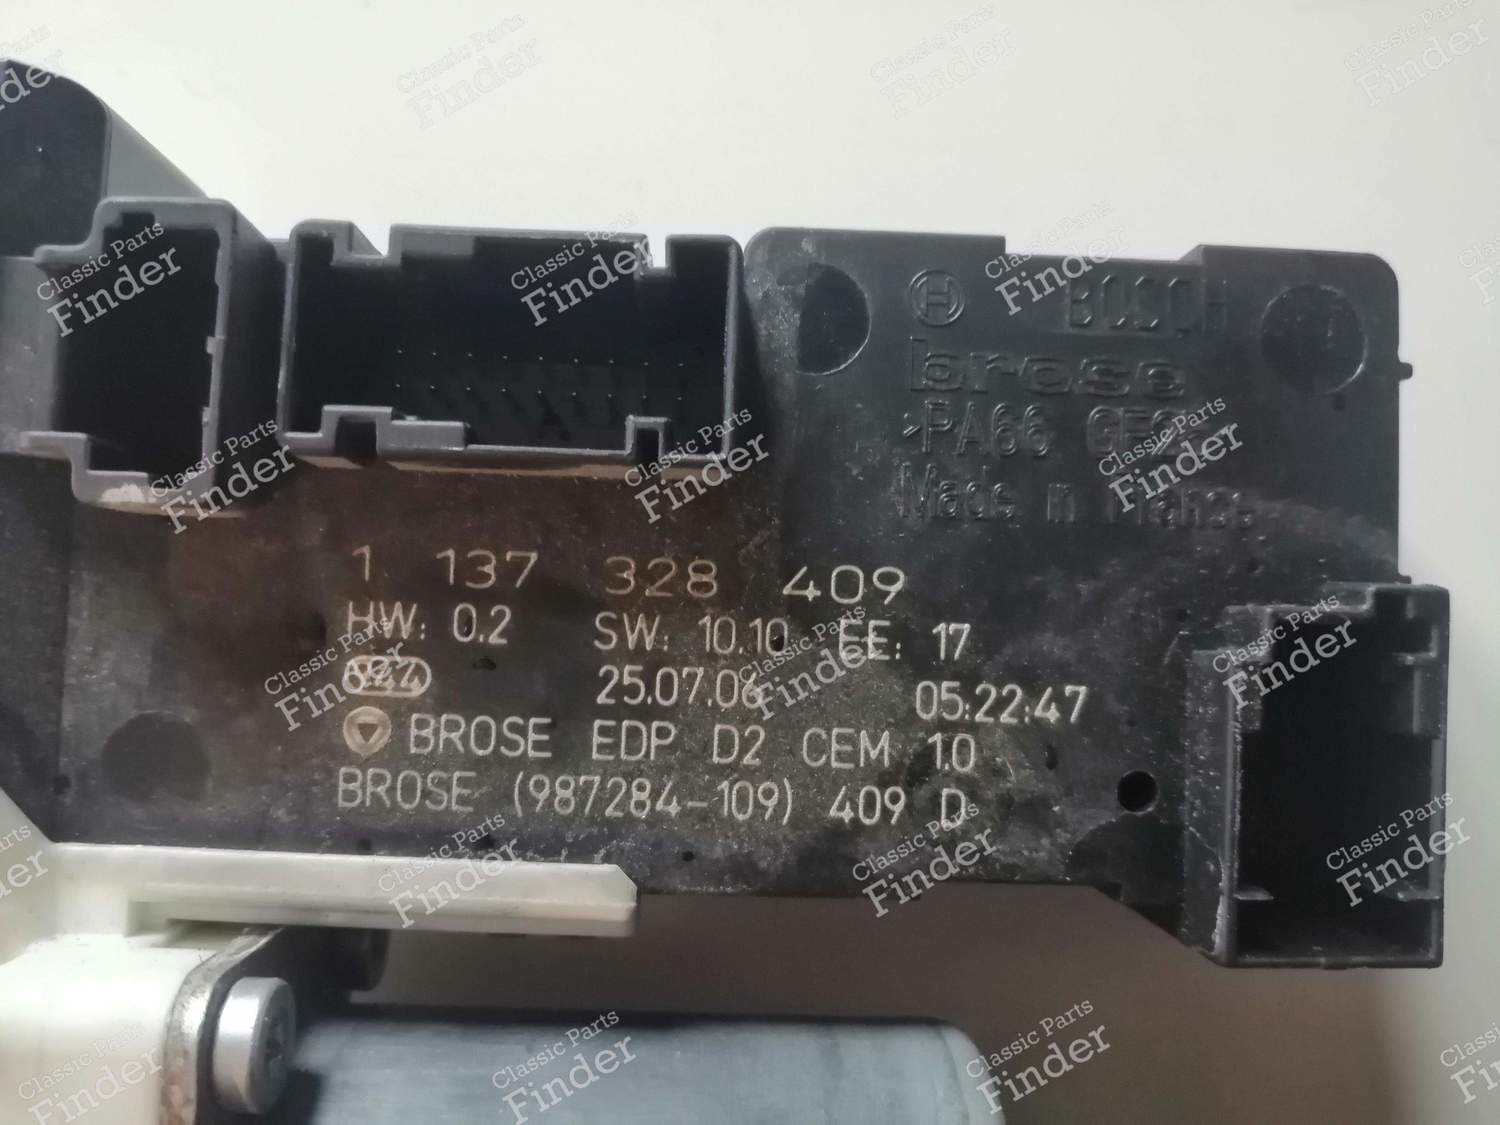 BOSCH
brose
>PA66
Made in France
1 137 328 409
HW: 0.2 SW: 10.10 EE: 17
944
25.07.06 05:22:47
BROSE EDP D2 CEM 1.0
BROSE (987284-109) 409 D
Classic Parts Finder